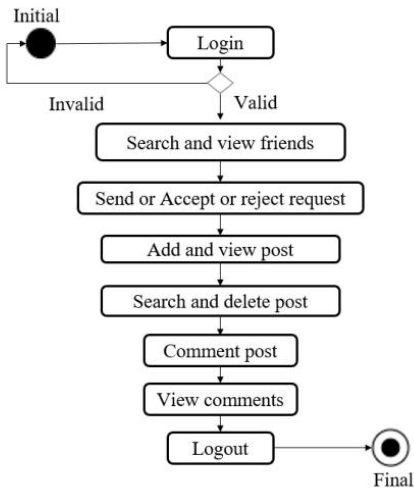 Initial
Login
Invalid
Valid
Search and view friends
Send or Accept or reject request
Add and view post
Search and delete post
Comment post
View comments
Logout
Final